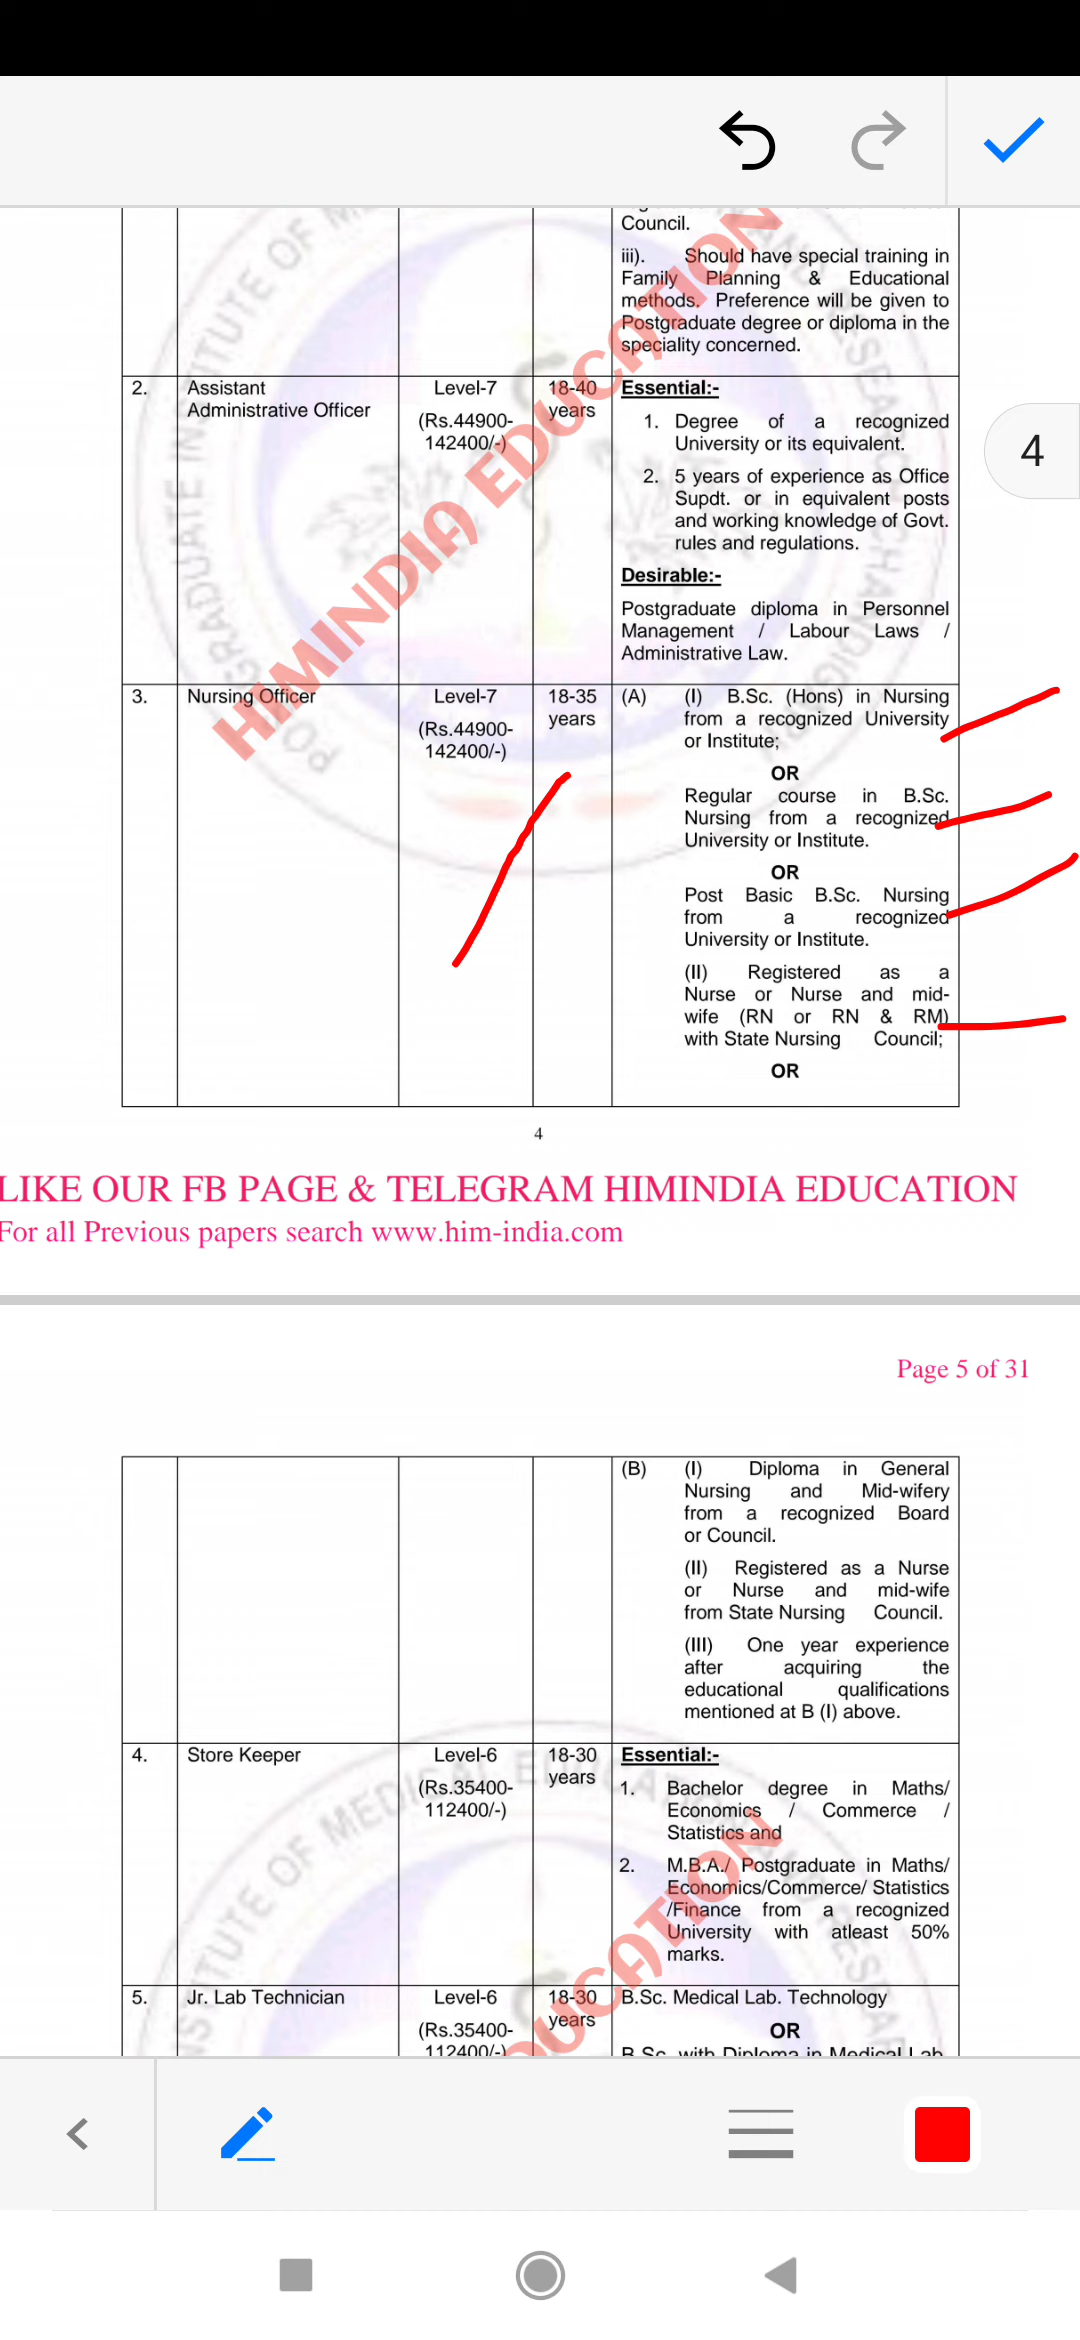 Council.
iii). Should have special training in
Family Planning & Educational
methods. Preference will be given to
Postgraduate degree or diploma in the
speciality concerned.
2. Assistant Administrative Officer
Level-7
(Rs.44900-
142400/-)
18-40
years
Essential:-
1. Degree of a recognized
University or its equivalent.
2. 5 years of experience as Office
Supdt. or in equivalent posts
and working knowledge of Govt.
rules and regulations.
Desirable:-
Postgraduate diploma in Personnel
Management / Labour Laws /
Administrative Law.
4
3. Nursing Officer
Level-7
(Rs.44900-
142400/-)
18-35
years
(A) (I) B.Sc. (Hons) in Nursing
from a recognized University
or Institute;
OR
Regular course in B.Sc.
Nursing from a recognized
University or Institute.
OR
Post Basic B.Sc. Nursing
from a recognized
University or Institute.
(II) Registered as a
Nurse or Nurse and mid-
wife (RN or RN & RM)
with State Nursing Council;
OR
HIMINDIA EDUCATION
4
LIKE OUR FB PAGE & TELEGRAM HIMINDIA EDUCATION
For all Previous papers search www.him-india.com
Page 5 of 31
(B) (I) Diploma in General
Nursing and Mid-wifery
from a recognized Board
or Council.
(II) Registered as a Nurse
or Nurse and mid-wife
from State Nursing Council.
(III) One year experience
after acquiring the
educational qualifications
mentioned at B (I) above.
4. Store Keeper
Level-6
(Rs.35400-
112400/-)
18-30
years
Essential:-
1. Bachelor degree in Maths/
Economics / Commerce /
Statistics and
2. M.B.A./ Postgraduate in Maths/
Economics/Commerce/ Statistics
/Finance from a recognized
University with atleast 50%
marks.
5. Jr. Lab Technician
Level-6
(Rs.35400-
112400/-)
18-30
years
B.Sc. Medical Lab. Technology
OR
B.Sc. with Diploma in Medical Lab